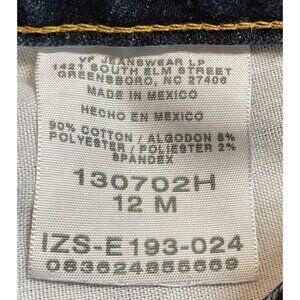 VF JEANSWEAR LP
1421 SOUTH ELM STREET
GREENSBORO, NC 27406
MADE IN MEXICO
HECHO EN MEXICO
90% COTTON / ALGODON 8%
POLYESTER / POLIESTER 2%
SPANDEX
130702H
12 M
IZS-E193-024